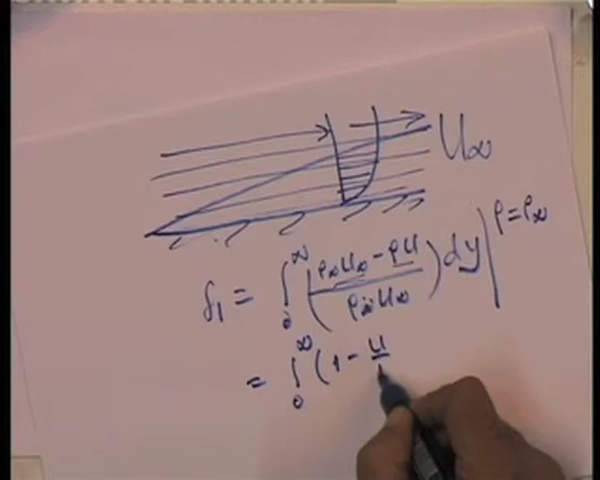 U∞
δ₁ = ∫₀^∞ ((ρ∞U∞ - ρU)/(ρ∞U∞)) dy |ρ=ρ∞
= ∫₀^∞ (1 - U